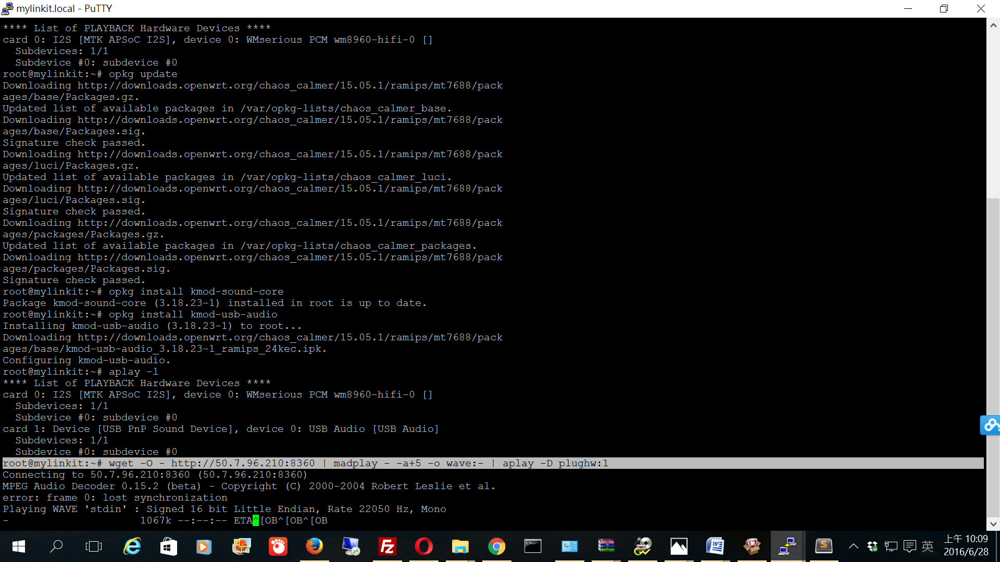 mylinkit.local - PuTTY
**** List of PLAYBACK Hardware Devices ****
card 0: I2S [MTK APSoC I2S], device 0: WMserious PCM wm8960-hifi-0 []
  Subdevices: 1/1
  Subdevice #0: subdevice #0
root@mylinkit:~# opkg update
Downloading http://downloads.openwrt.org/chaos_calmer/15.05.1/ramips/mt7688/pack
ages/base/Packages.gz.
Updated list of available packages in /var/opkg-lists/chaos_calmer_base.
Downloading http://downloads.openwrt.org/chaos_calmer/15.05.1/ramips/mt7688/pack
ages/base/Packages.sig.
Signature check passed.
Downloading http://downloads.openwrt.org/chaos_calmer/15.05.1/ramips/mt7688/pack
ages/luci/Packages.gz.
Updated list of available packages in /var/opkg-lists/chaos_calmer_luci.
Downloading http://downloads.openwrt.org/chaos_calmer/15.05.1/ramips/mt7688/pack
ages/luci/Packages.sig.
Signature check passed.
Downloading http://downloads.openwrt.org/chaos_calmer/15.05.1/ramips/mt7688/pack
ages/packages/Packages.gz.
Updated list of available packages in /var/opkg-lists/chaos_calmer_packages.
Downloading http://downloads.openwrt.org/chaos_calmer/15.05.1/ramips/mt7688/pack
ages/packages/Packages.sig.
Signature check passed.
root@mylinkit:~# opkg install kmod-sound-core
Package kmod-sound-core (3.18.23-1) installed in root is up to date.
root@mylinkit:~# opkg install kmod-usb-audio
Installing kmod-usb-audio (3.18.23-1) to root...
Downloading http://downloads.openwrt.org/chaos_calmer/15.05.1/ramips/mt7688/pack
ages/base/kmod-usb-audio_3.18.23-1_ramips_24kec.ipk.
Configuring kmod-usb-audio.
root@mylinkit:~# aplay -l
**** List of PLAYBACK Hardware Devices ****
card 0: I2S [MTK APSoC I2S], device 0: WMserious PCM wm8960-hifi-0 []
  Subdevices: 1/1
  Subdevice #0: subdevice #0
card 1: Device [USB PnP Sound Device], device 0: USB Audio [USB Audio]
  Subdevices: 1/1
  Subdevice #0: subdevice #0
root@mylinkit:~# wget -O - http://50.7.96.210:8360 | madplay - -a+5 -o wave:- | aplay -D plughw:1
Connecting to 50.7.96.210:8360 (50.7.96.210:8360)
MPEG Audio Decoder 0.15.2 (beta) - Copyright (C) 2000-2004 Robert Leslie et al.
error: frame 0: lost synchronization
Playing WAVE 'stdin' : Signed 16 bit Little Endian, Rate 22050 Hz, Mono
-                     1067k --:--:-- ETA^[OB^[OB^[OB
英
上午 10:09
2016/6/28